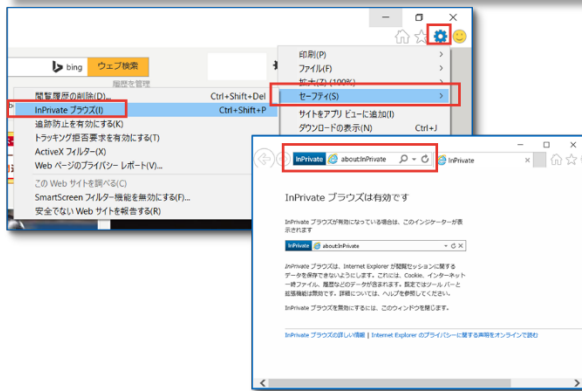 bing ウェブ検索
履歴を管理
閲覧履歴の削除(D)... Ctrl+Shift+Del
InPrivate ブラウズ(I) Ctrl+Shift+P
追跡防止を有効にする(K)
トラッキング拒否要求を有効にする(T)
ActiveX フィルター(X)
Web ページのプライバシー レポート(V)...
この Web サイトを調べる(C)
SmartScreen フィルター機能を無効にする(F)...
安全でない Web サイトを報告する(R)
印刷(P)
ファイル(F)
拡大(Z) (100%)
セーフティ(S)
サイトをアプリ ビューに追加(I)
ダウンロードの表示(N) Ctrl+J
InPrivate about:InPrivate InPrivate
InPrivate ブラウズは有効です
InPrivate ブラウズが有効になっている場合は、このインジケーターが表
示されます
InPrivate about:InPrivate
InPrivate ブラウズは、Internet Explorer が閲覧セッションに関する
データを保存できないようにします。これには、Cookie、インターネット
一時ファイル、履歴などのデータが含まれます。既定ではツール バーと
拡張機能は無効です。詳細については、ヘルプを参照してください。
InPrivate ブラウズを無効にするには、このウィンドウを閉じます。
InPrivate ブラウズの詳しい情報 | Internet Explorer のプライバシーに関する声明をオンラインで読む